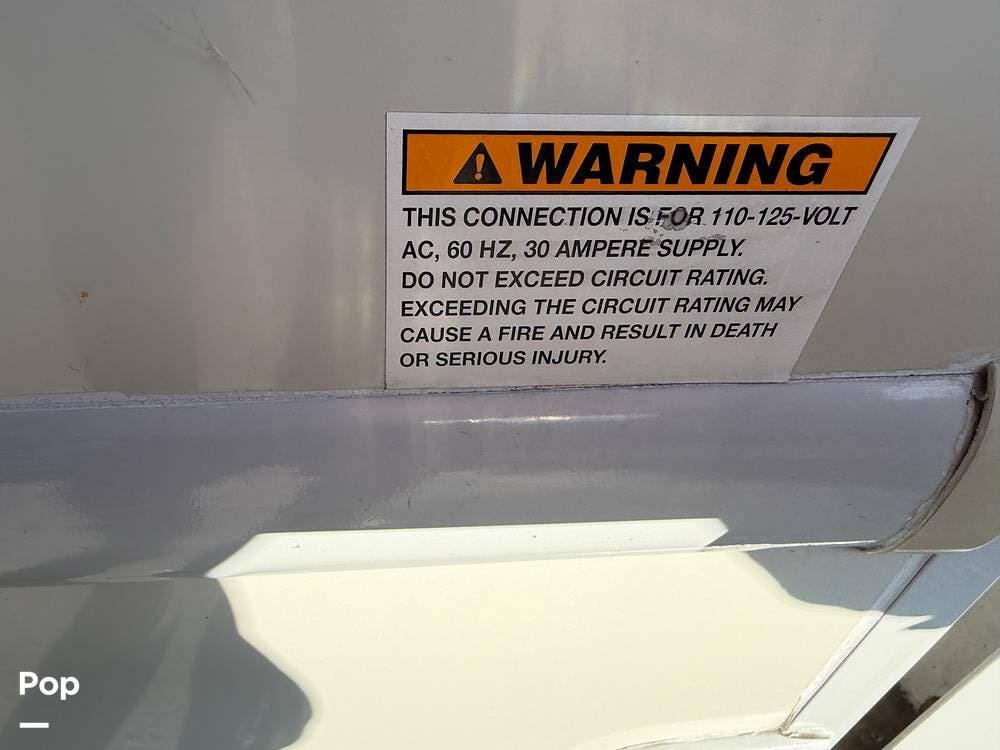 WARNING
THIS CONNECTION IS FOR 110-125-VOLT
AC, 60 HZ, 30 AMPERE SUPPLY.
DO NOT EXCEED CIRCUIT RATING.
EXCEEDING THE CIRCUIT RATING MAY
CAUSE A FIRE AND RESULT IN DEATH
OR SERIOUS INJURY.
Pop